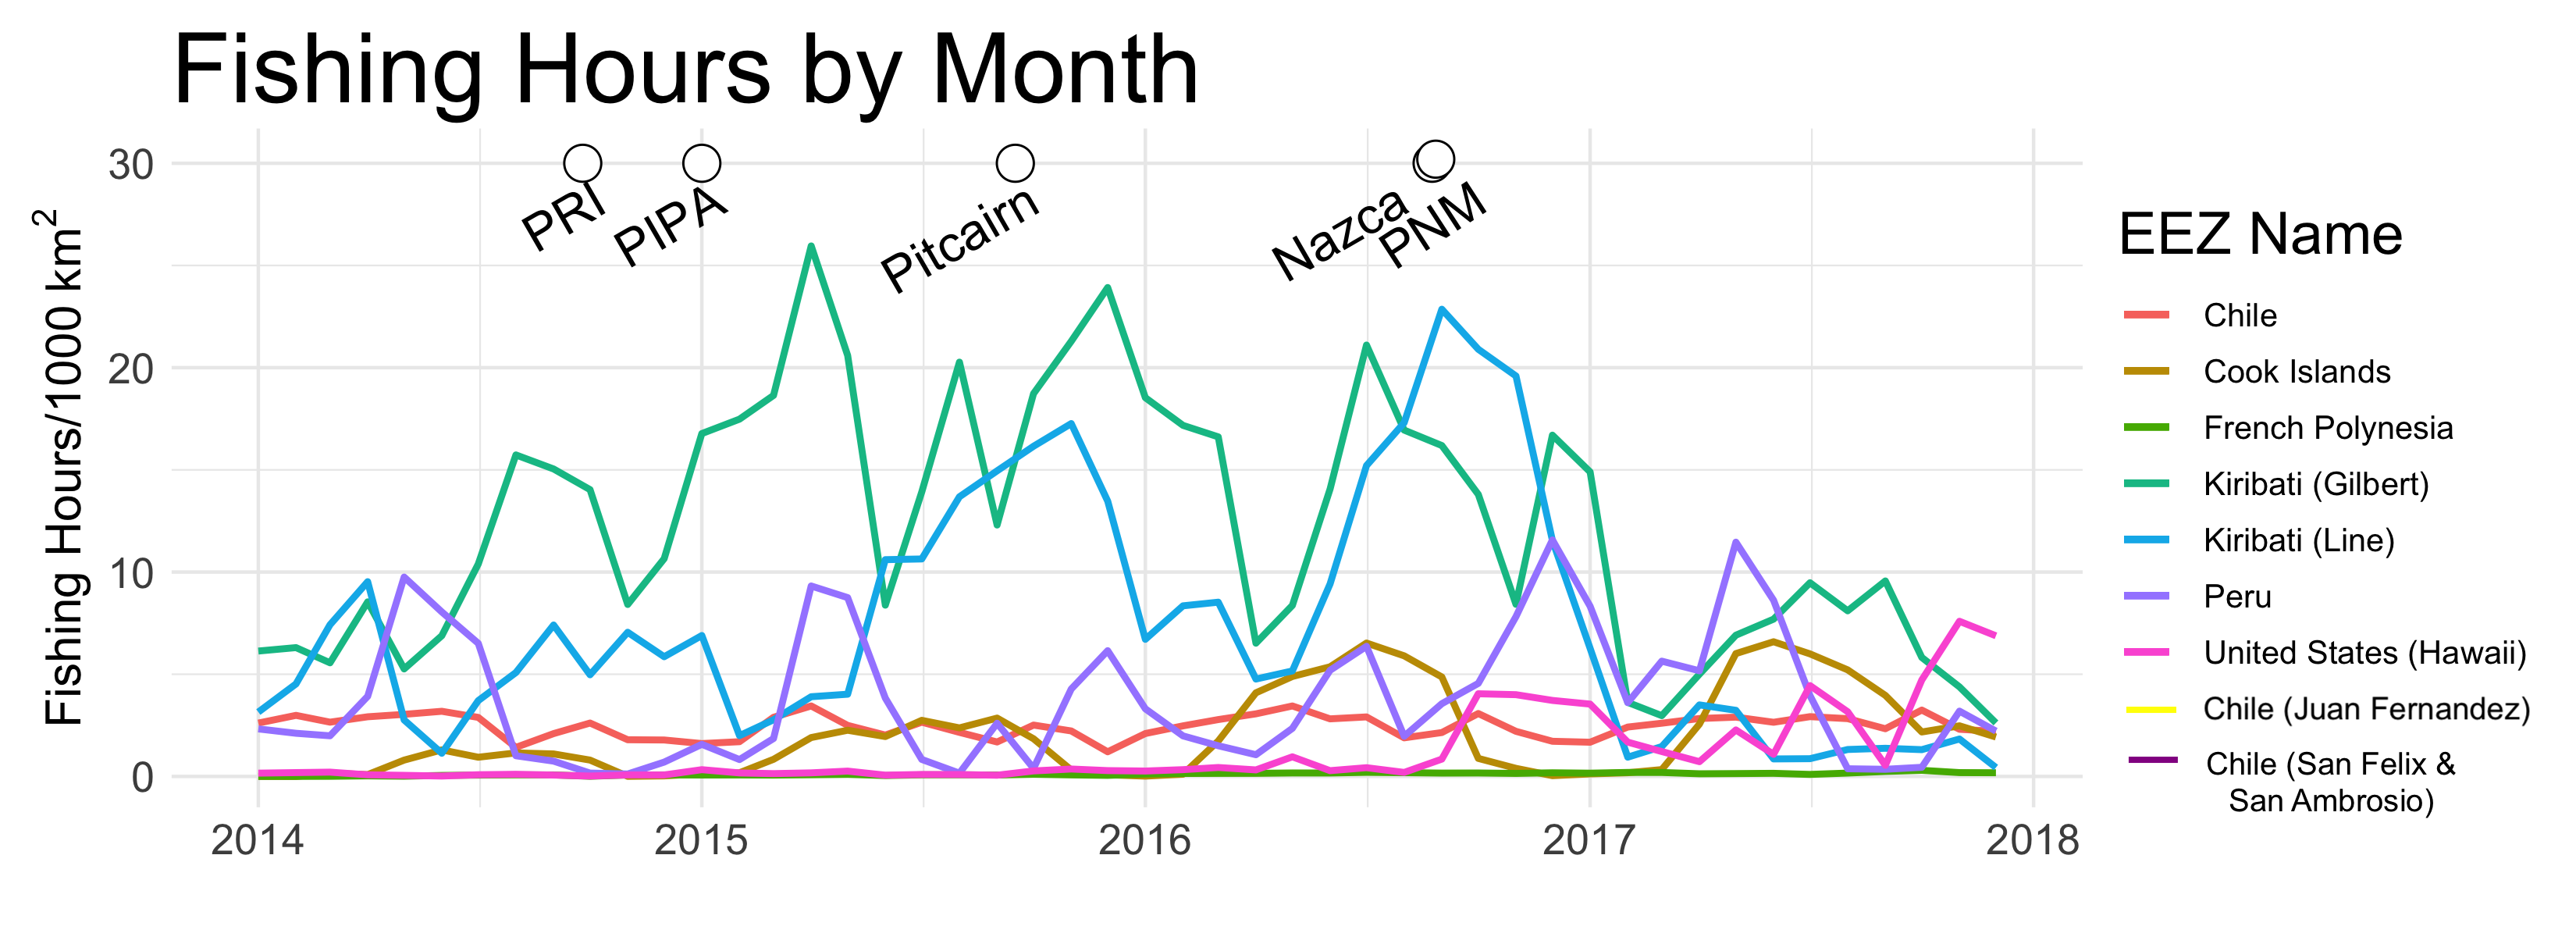 Fishing Hours by Month
Fishing Hours/1000 km²
30
20
10
0
PRI
PIPA
Pitcairn
Nazca
PNM
2014
2015
2016
2017
2018
EEZ Name
Chile
Cook Islands
French Polynesia
Kiribati (Gilbert)
Kiribati (Line)
Peru
United States (Hawaii)
Chile (Juan Fernandez)
Chile (San Felix &
San Ambrosio)